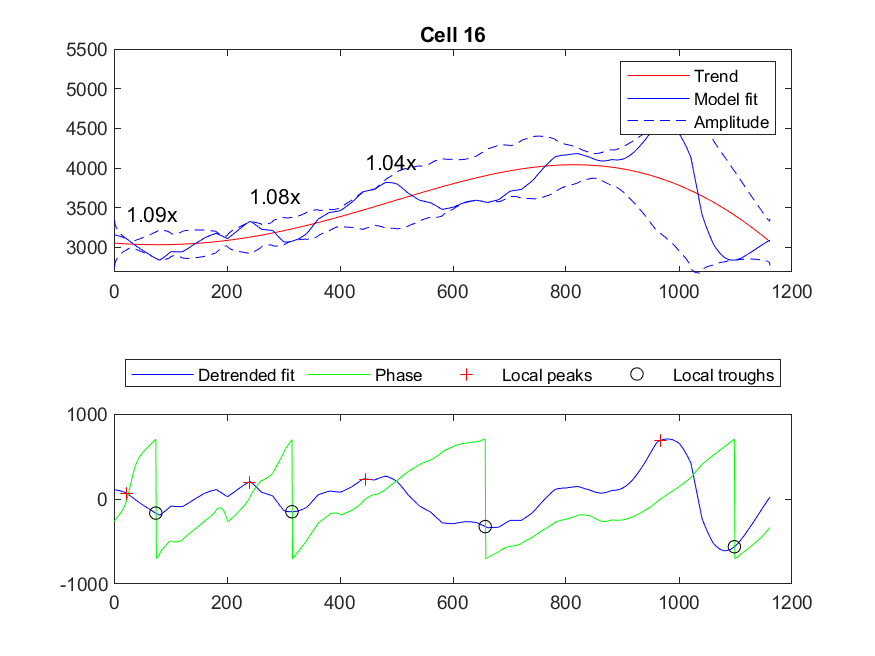 Cell 16
5500
5000
4500
4000
3500
3000
Trend
Model fit
Amplitude
1.09x
1.08x
1.04x
0 200 400 600 800 1000 1200
Detrended fit Phase Local peaks Local troughs
1000
0
-1000
0 200 400 600 800 1000 1200